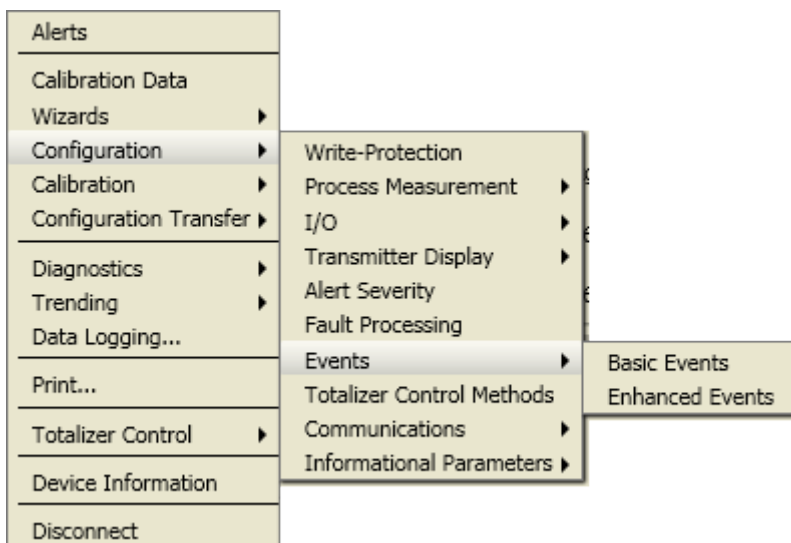 Alerts
Calibration Data
Wizards
Configuration
Calibration
Configuration Transfer
Diagnostics
Trending
Data Logging...
Print...
Totalizer Control
Device Information
Disconnect
Write-Protection
Process Measurement
I/O
Transmitter Display
Alert Severity
Fault Processing
Events
Totalizer Control Methods
Communications
Informational Parameters
Basic Events
Enhanced Events